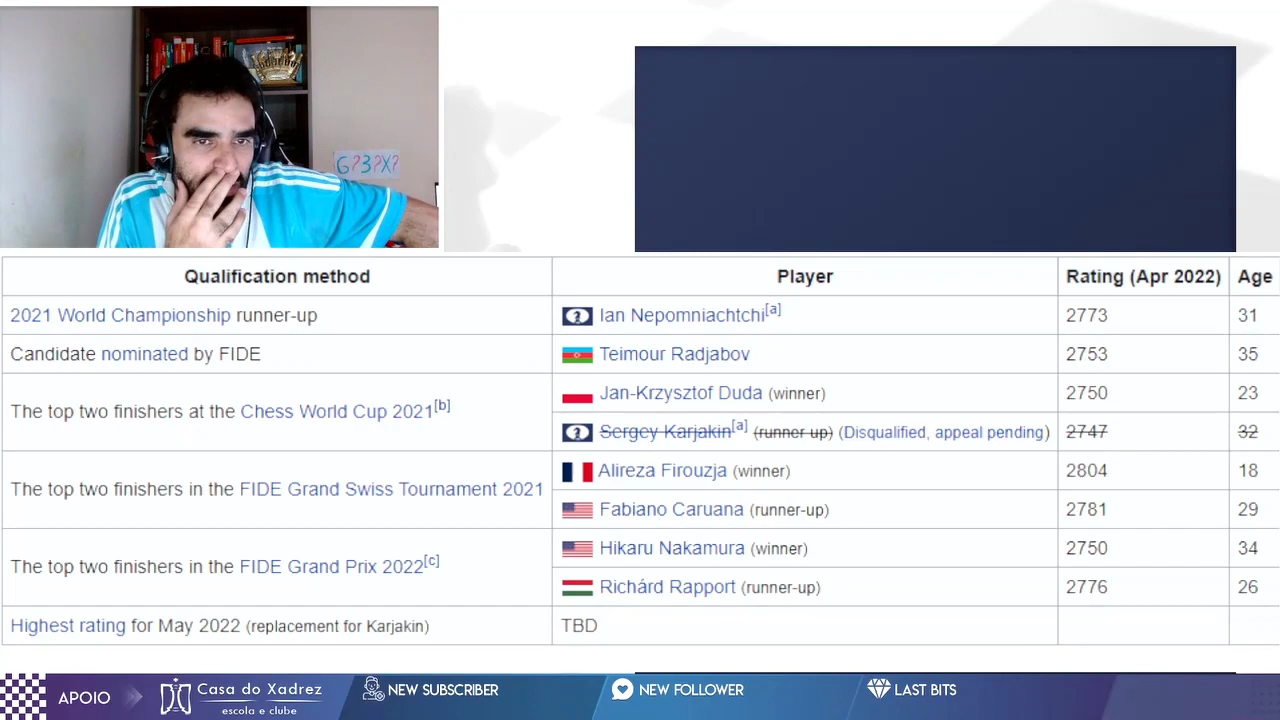 G?3?X?
Qualification method Player Rating (Apr 2022) Age
2021 World Championship runner-up Ian Nepomniachtchi[a] 2773 31
Candidate nominated by FIDE Teimour Radjabov 2753 35
The top two finishers at the Chess World Cup 2021[b] Jan-Krzysztof Duda (winner) 2750 23
Sergey Karjakin[a] (runner up) (Disqualified, appeal pending) 2747 32
The top two finishers in the FIDE Grand Swiss Tournament 2021 Alireza Firouzja (winner) 2804 18
Fabiano Caruana (runner-up) 2781 29
The top two finishers in the FIDE Grand Prix 2022[c] Hikaru Nakamura (winner) 2750 34
Richárd Rapport (runner-up) 2776 26
Highest rating for May 2022 (replacement for Karjakin) TBD
APOIO Casa do Xadrez NEW SUBSCRIBER NEW FOLLOWER LAST BITS
escola e clube